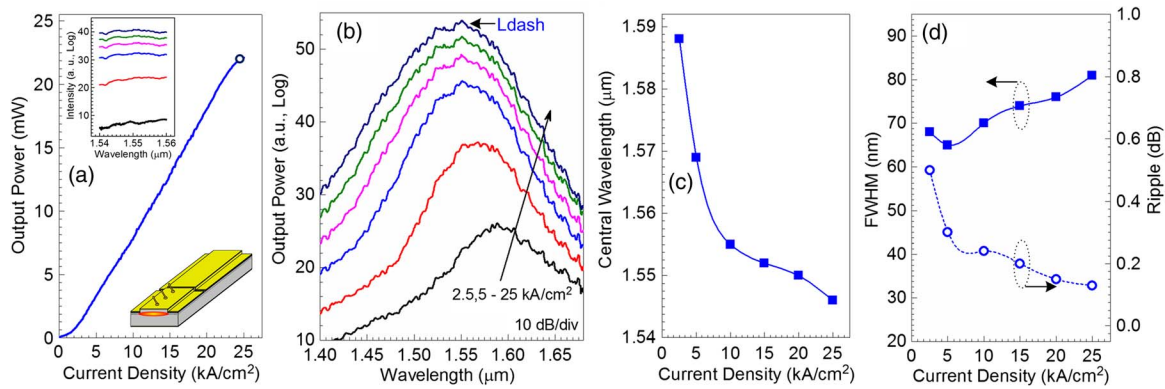 25
20
15
10
5
0
Output Power (mW)
40
30
20
10
Intensity (a. u., Log)
1.54 1.55 1.56
Wavelength (μm)
(a)
0 5 10 15 20 25
Current Density (kA/cm²)
60
50
40
30
20
10
Output Power (a.u., Log)
(b)
Ldash
2.5,5 - 25 kA/cm²
10 dB/div
1.40 1.45 1.50 1.55 1.60 1.65
Wavelength (μm)
1.59
1.58
1.57
1.56
1.55
1.54
Central Wavelength (μm)
(c)
0 5 10 15 20 25
Current Density (kA/cm²)
90
80
70
60
50
40
30
20
FWHM (nm)
(d)
1.0
0.8
0.6
0.4
0.2
0.0
Ripple (dB)
0 5 10 15 20 25
Current Density (kA/cm²)